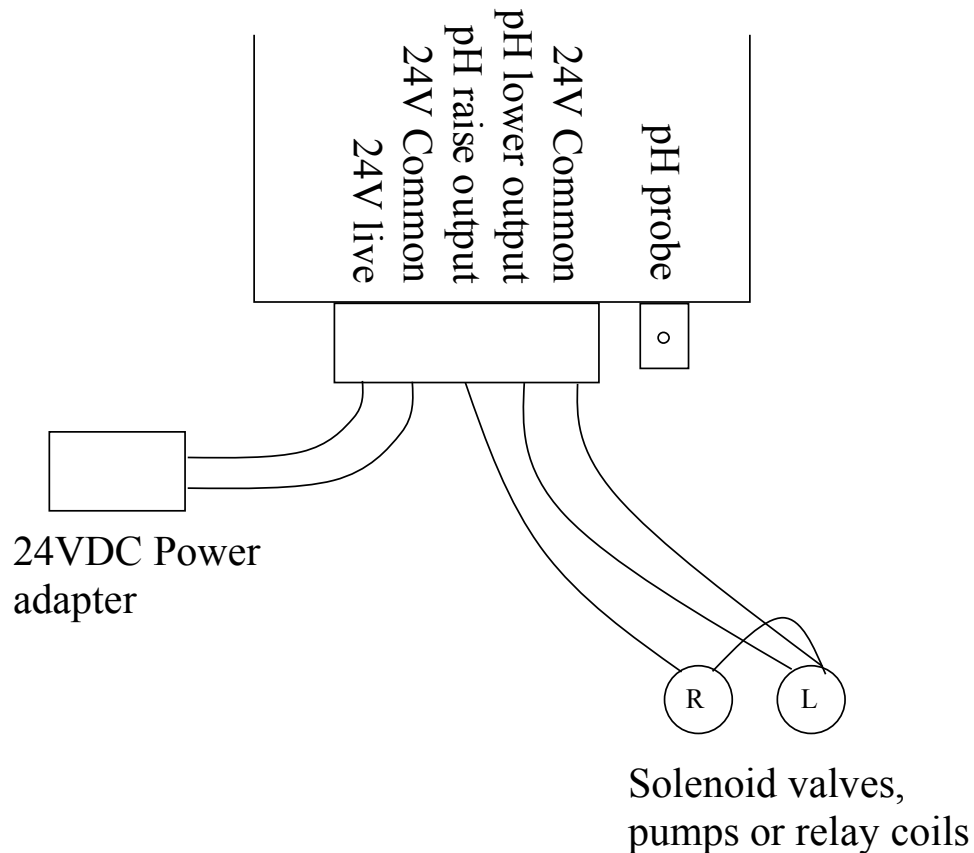 24V live
24V Common
pH raise output
pH lower output
24V Common
pH probe
24VDC Power
adapter
R
L
Solenoid valves,
pumps or relay coils